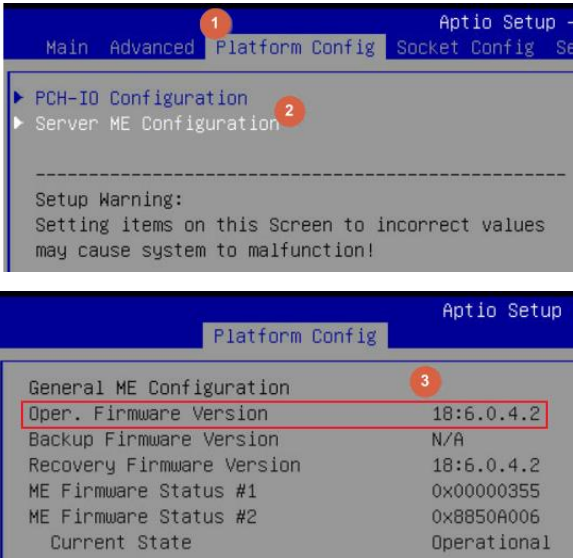 1
Aptio Setup -
Main Advanced Platform Config Socket Config Se
PCH-IO Configuration
Server ME Configuration 2
------------------------------------------------
Setup Warning:
Setting items on this Screen to incorrect values
may cause system to malfunction!
Aptio Setup
Platform Config
General ME Configuration 3
Oper. Firmware Version 18:6.0.4.2
Backup Firmware Version N/A
Recovery Firmware Version 18:6.0.4.2
ME Firmware Status #1 0x00000355
ME Firmware Status #2 0x8850A006
Current State Operational